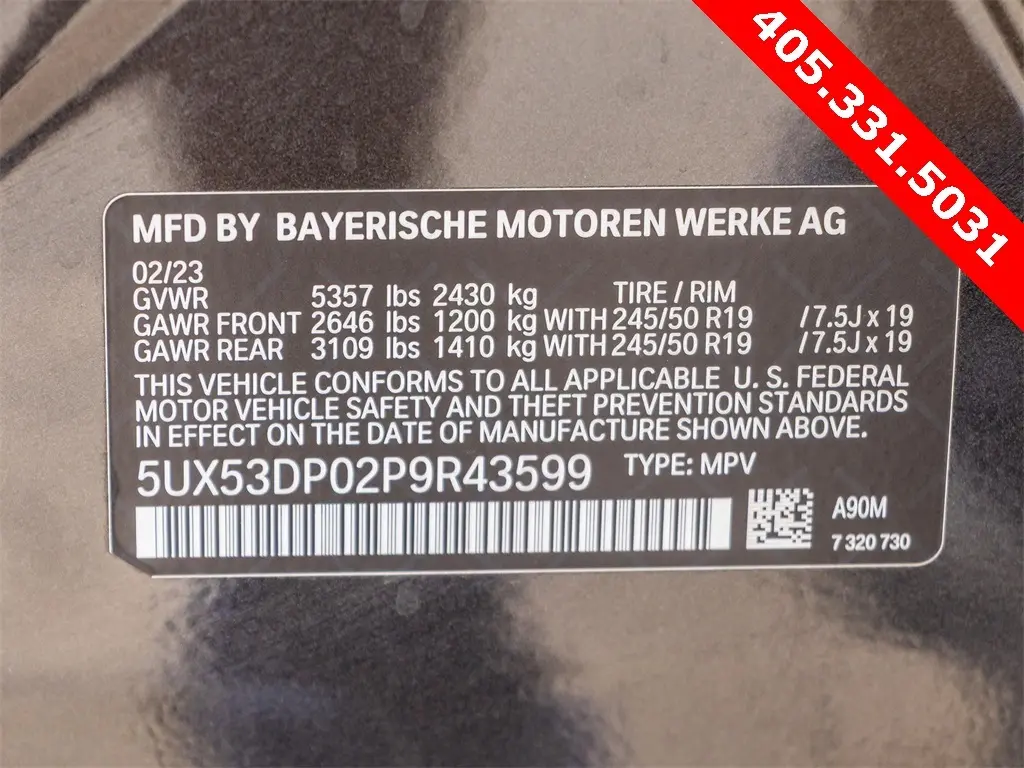 405.331.5031
MFD BY BAYERISCHE MOTOREN WERKE AG
02/23
GVWR 5357 lbs 2430 kg TIRE / RIM
GAWR FRONT 2646 lbs 1200 kg WITH 245/50 R19 /7.5J x 19
GAWR REAR 3109 lbs 1410 kg WITH 245/50 R19 /7.5J x 19
THIS VEHICLE CONFORMS TO ALL APPLICABLE U. S. FEDERAL
MOTOR VEHICLE SAFETY AND THEFT PREVENTION STANDARDS
IN EFFECT ON THE DATE OF MANUFACTURE SHOWN ABOVE.
5UX53DP02P9R43599 TYPE: MPV
A90M
7 320 730